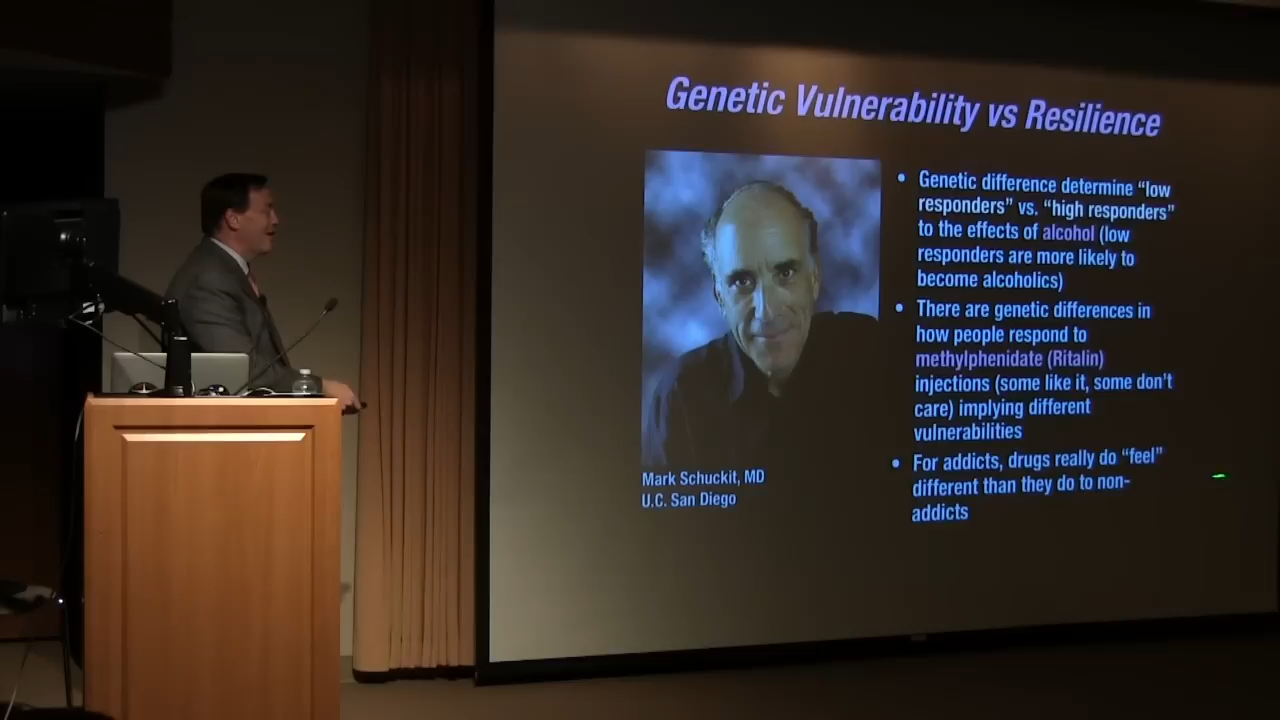 Genetic Vulnerability vs Resilience
• Genetic difference determine “low
responders” vs. “high responders”
to the effects of alcohol (low
responders are more likely to
become alcoholics)
• There are genetic differences in
how people respond to
methylphenidate (Ritalin)
injections (some like it, some don’t
care) implying different
vulnerabilities
• For addicts, drugs really do “feel”
different than they do to non-
addicts
Mark Schuckit, MD
U.C. San Diego